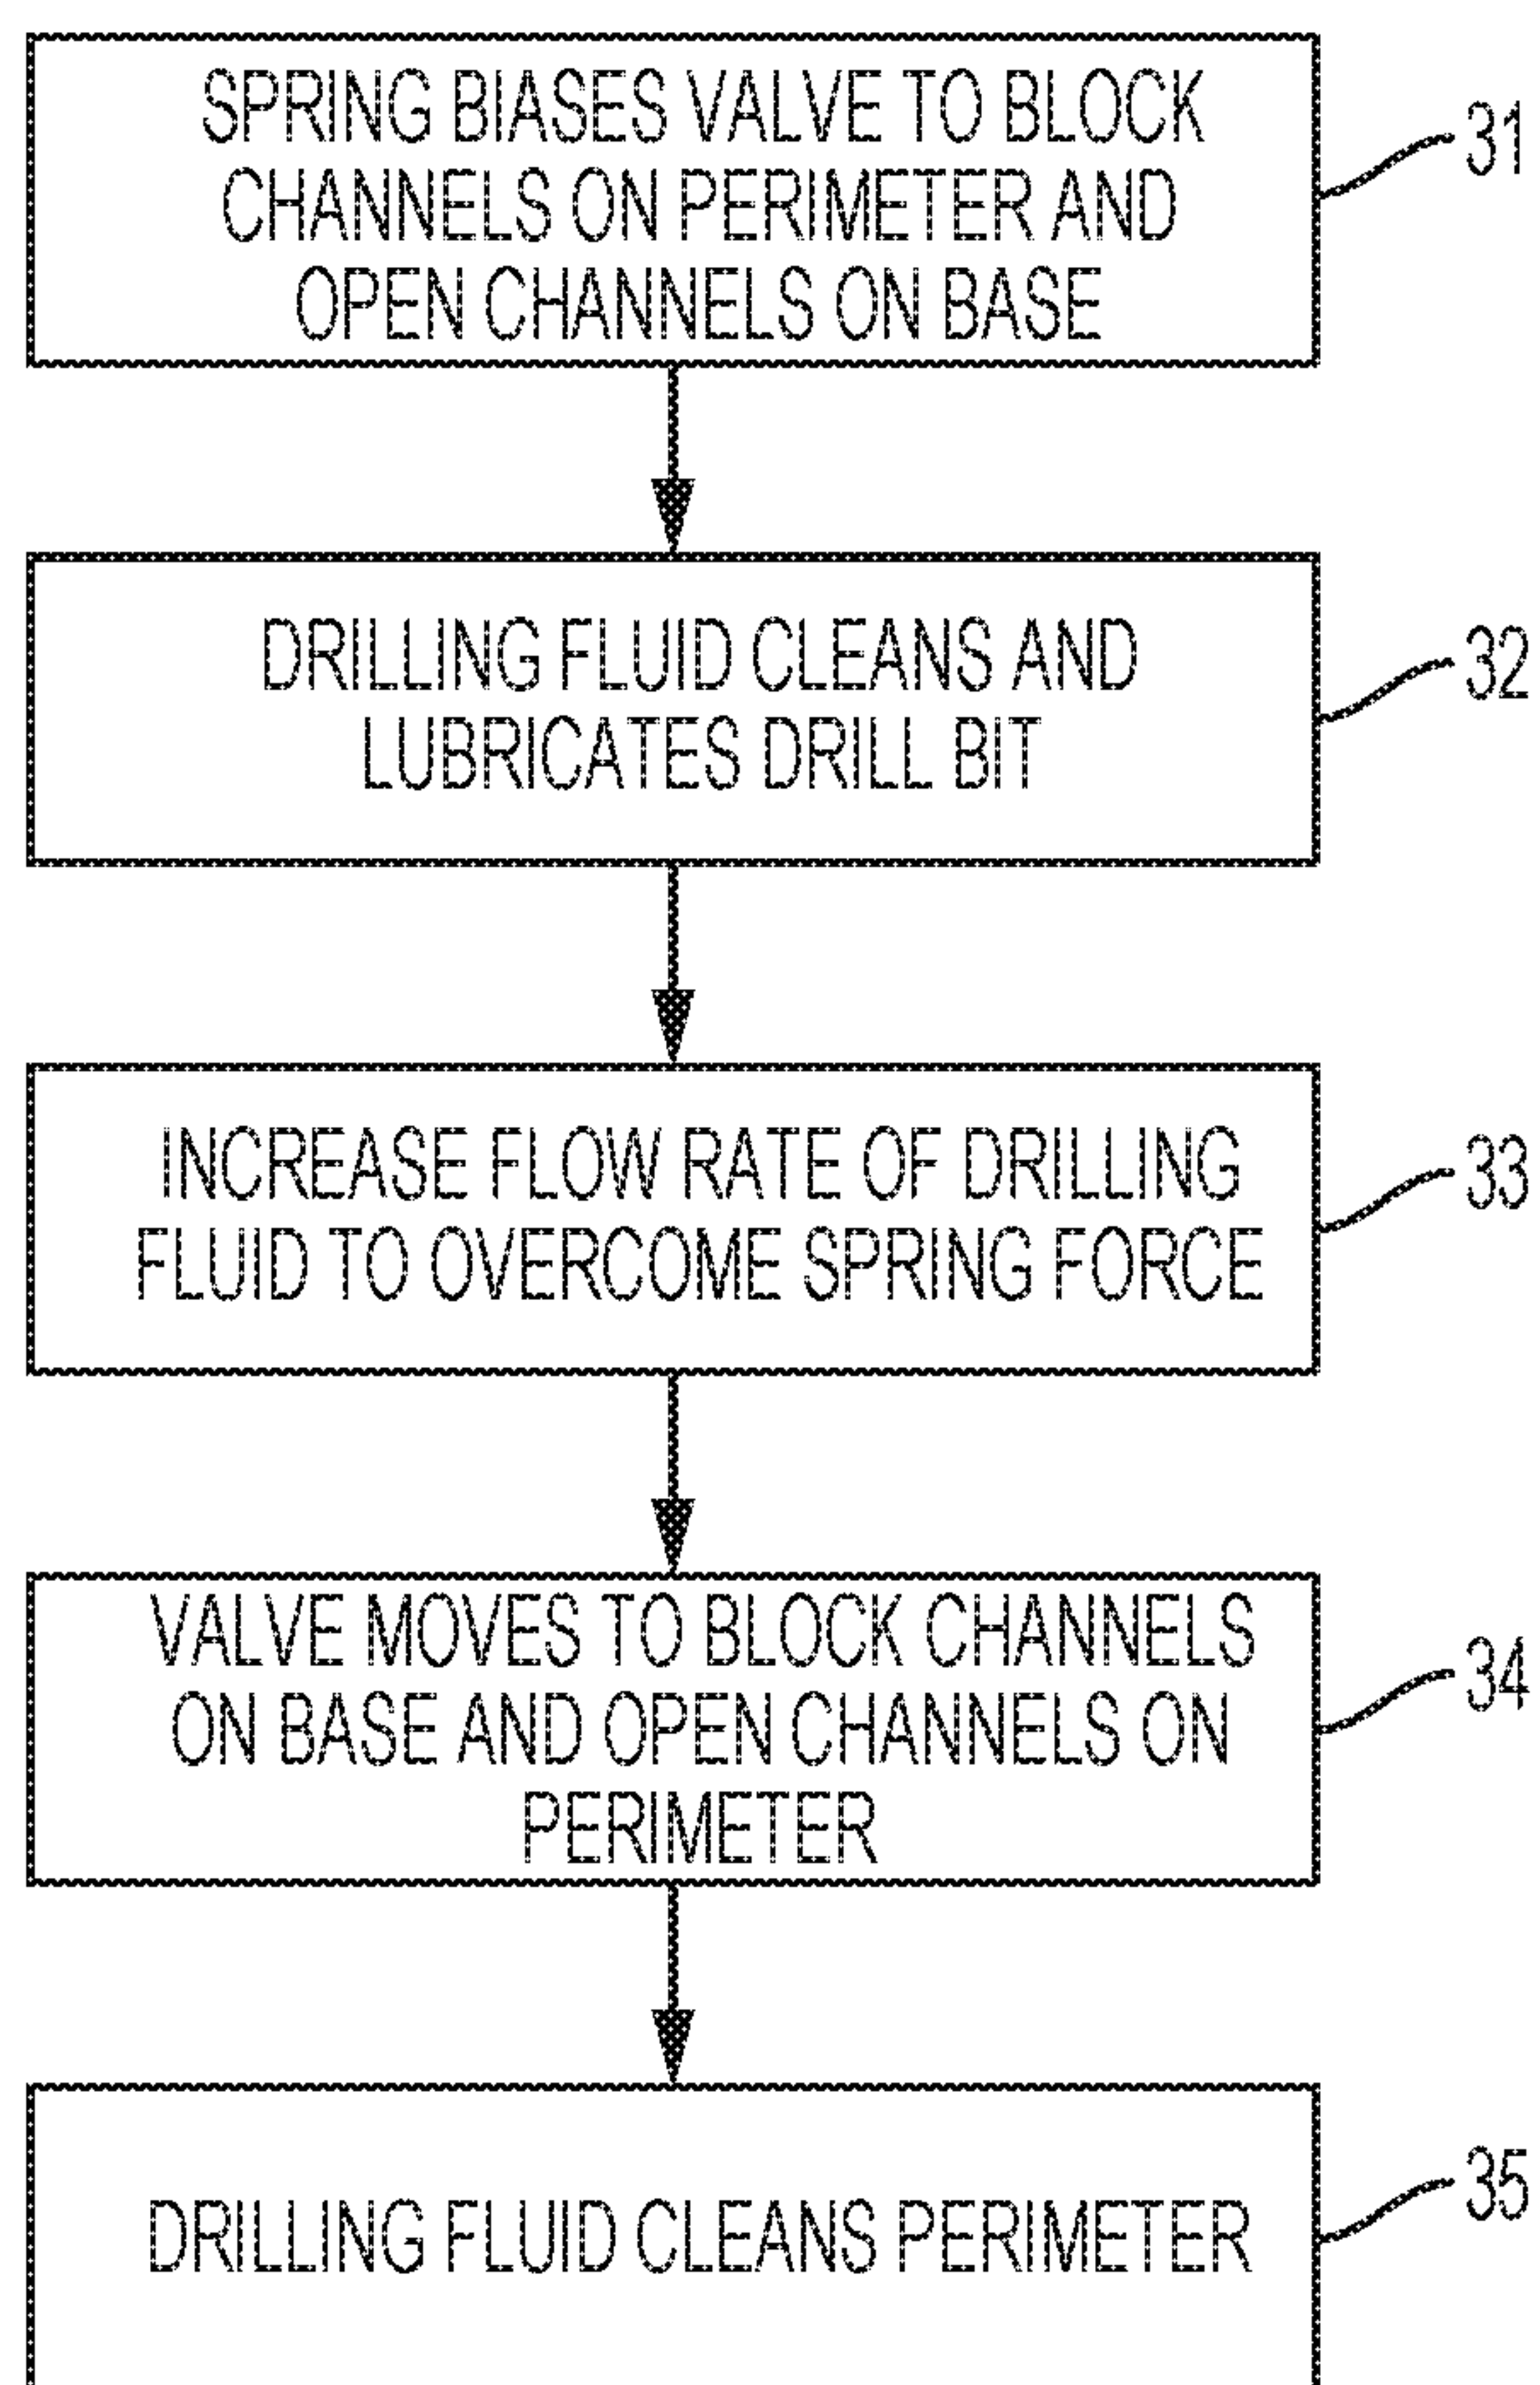 SPRING BIASES VALVE TO BLOCK
CHANNELS ON PERIMETER AND
OPEN CHANNELS ON BASE
31
DRILLING FLUID CLEANS AND
LUBRICATES DRILL BIT
32
INCREASE FLOW RATE OF DRILLING
FLUID TO OVERCOME SPRING FORCE
33
VALVE MOVES TO BLOCK CHANNELS
ON BASE AND OPEN CHANNELS ON
PERIMETER
34
DRILLING FLUID CLEANS PERIMETER
35